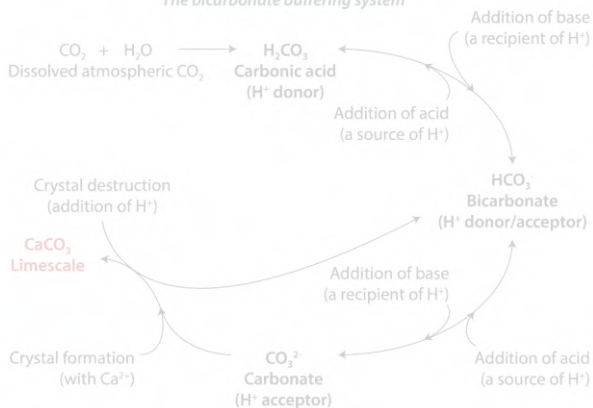 The bicarbonate buffering system
Addition of base
(a recipient of H⁺)
CO₂ + H₂O
Dissolved atmospheric CO₂
H₂CO₃
Carbonic acid
(H⁺ donor)
Addition of acid
(a source of H⁺)
Crystal destruction
(addition of H⁺)
HCO₃⁻
Bicarbonate
(H⁺ donor/acceptor)
CaCO₃
Limescale
Addition of base
(a recipient of H⁺)
Crystal formation
(with Ca²⁺)
CO₃²⁻
Carbonate
(H⁺ acceptor)
Addition of acid
(a source of H⁺)